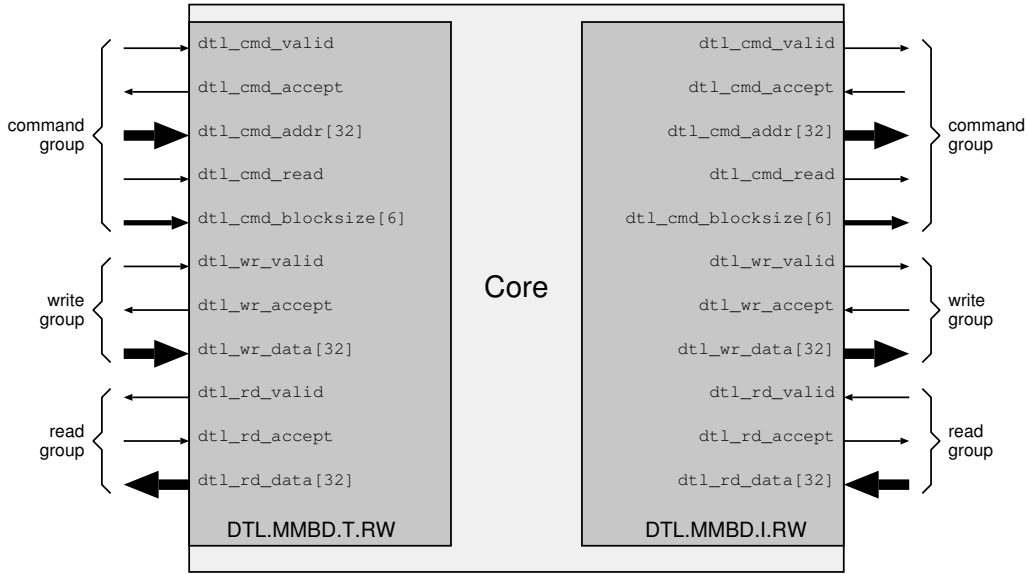 command
group
write
group
read
group
dtl_cmd_valid
dtl_cmd_accept
dtl_cmd_addr[32]
dtl_cmd_read
dtl_cmd_blocksize[6]
dtl_wr_valid
dtl_wr_accept
dtl_wr_data[32]
dtl_rd_valid
dtl_rd_accept
dtl_rd_data[32]
DTL.MMBD.T.RW
Core
dtl_cmd_valid
dtl_cmd_accept
dtl_cmd_addr[32]
dtl_cmd_read
dtl_cmd_blocksize[6]
dtl_wr_valid
dtl_wr_accept
dtl_wr_data[32]
dtl_rd_valid
dtl_rd_accept
dtl_rd_data[32]
DTL.MMBD.I.RW
command
group
write
group
read
group